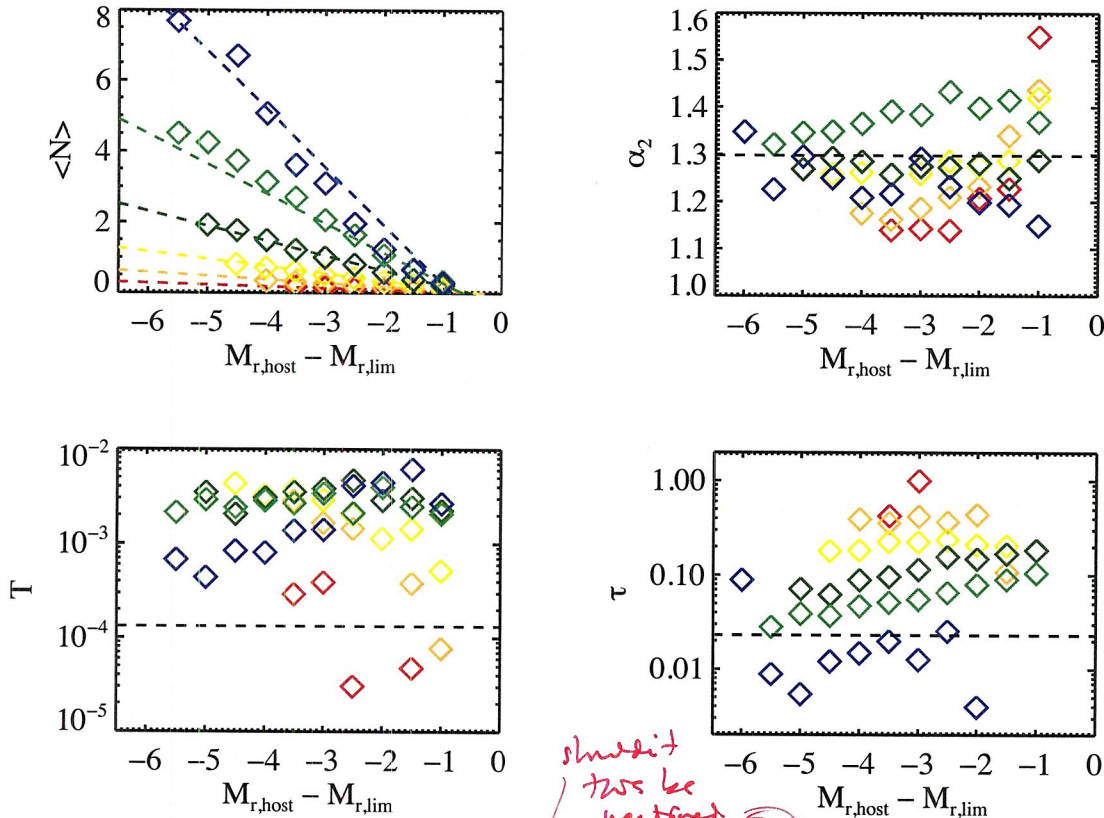 8
6
4
2
0
<N>
−6 −5 −4 −3 −2 −1 0
M_r,host − M_r,lim
1.6
1.5
1.4
1.3
1.2
1.1
1.0
α₂
−6 −5 −4 −3 −2 −1 0
M_r,host − M_r,lim
10⁻²
10⁻³
10⁻⁴
10⁻⁵
T
−6 −5 −4 −3 −2 −1 0
M_r,host − M_r,lim
1.00
0.10
0.01
τ
−6 −5 −4 −3 −2 −1 0
M_r,host − M_r,lim
be